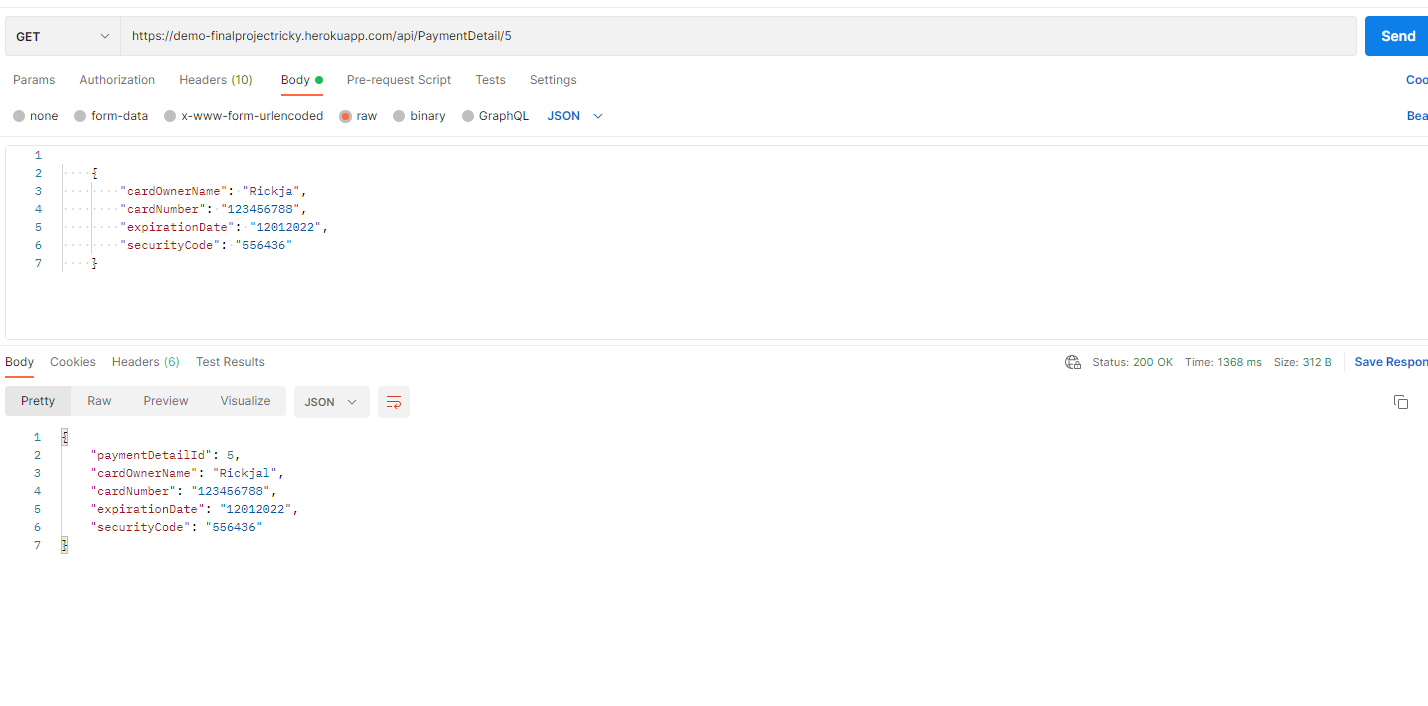 GET https://demo-finalprojectricky.herokuapp.com/api/PaymentDetail/5 Send
Params Authorization Headers (10) Body Pre-request Script Tests Settings Coo
none form-data x-www-form-urlencoded raw binary GraphQL JSON Bea
1
2 {
3 "cardOwnerName": "Rickja",
4 "cardNumber": "123456788",
5 "expirationDate": "12012022",
6 "securityCode": "556436"
7 }
Body Cookies Headers (6) Test Results Status: 200 OK Time: 1368 ms Size: 312 B Save Respon
Pretty Raw Preview Visualize JSON
1 {
2 "paymentDetailId": 5,
3 "cardOwnerName": "Rickjal",
4 "cardNumber": "123456788",
5 "expirationDate": "12012022",
6 "securityCode": "556436"
7 }